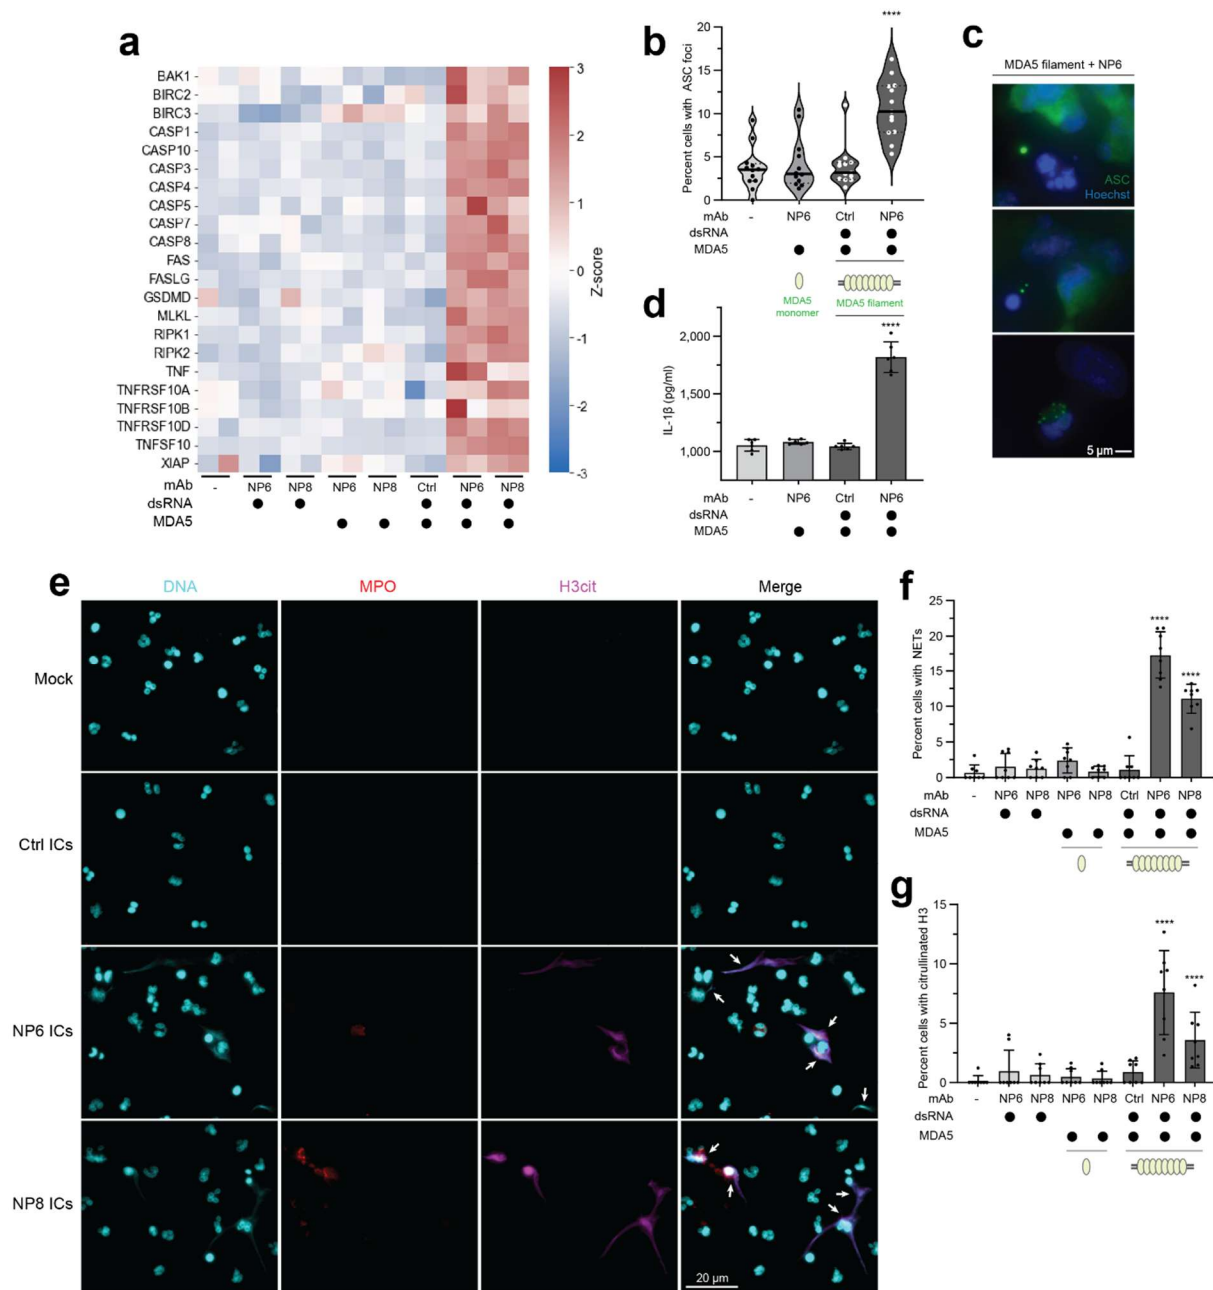 a
BAK1
BIRC2
BIRC3
CASP1
CASP10
CASP3
CASP4
CASP5
CASP7
CASP8
FAS
FASLG
GSDMD
MLKL
RIPK1
RIPK2
TNF
TNFRSF10A
TNFRSF10B
TNFRSF10D
TNFSF10
XIAP
mAb - NP6 NP8 NP6 NP8 Ctrl NP6 NP8
dsRNA
MDA5
3
2
1
0
-1
-2
-3
Z-score
b
****
20
15
10
5
0
Percent cells with ASC foci
mAb - NP6 Ctrl NP6
dsRNA
MDA5
MDA5 monomer
MDA5 filament
c
MDA5 filament + NP6
ASC
Hoechst
5 µm
d
****
2,000
1,500
1,000
IL-1β (pg/ml)
mAb - NP6 Ctrl NP6
dsRNA
MDA5
e
DNA MPO H3cit Merge
Mock
Ctrl ICs
NP6 ICs
NP8 ICs
20 µm
f
25
20
15
10
5
0
Percent cells with NETs
****
****
mAb - NP6 NP8 NP6 NP8 Ctrl NP6 NP8
dsRNA
MDA5
g
15
10
5
0
Percent cells with citrullinated H3
****
****
mAb - NP6 NP8 NP6 NP8 Ctrl NP6 NP8
dsRNA
MDA5